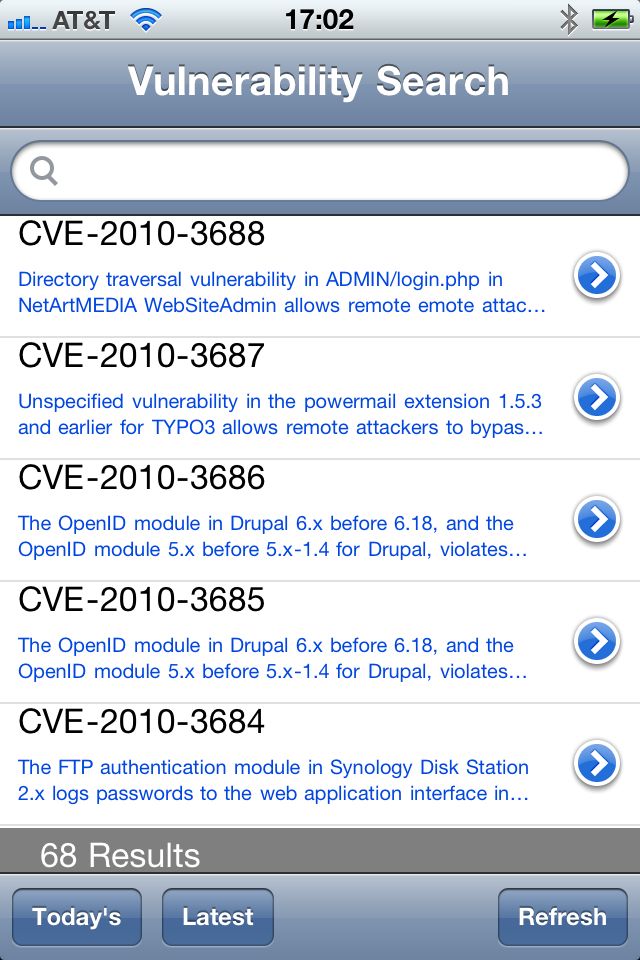 AT&T 17:02
Vulnerability Search
CVE-2010-3688
Directory traversal vulnerability in ADMIN/login.php in
NetArtMEDIA WebSiteAdmin allows remote emote attac...
CVE-2010-3687
Unspecified vulnerability in the powermail extension 1.5.3
and earlier for TYPO3 allows remote attackers to bypas...
CVE-2010-3686
The OpenID module in Drupal 6.x before 6.18, and the
OpenID module 5.x before 5.x-1.4 for Drupal, violates...
CVE-2010-3685
The OpenID module in Drupal 6.x before 6.18, and the
OpenID module 5.x before 5.x-1.4 for Drupal, violates...
CVE-2010-3684
The FTP authentication module in Synology Disk Station
2.x logs passwords to the web application interface in...
68 Results
Today's Latest Refresh